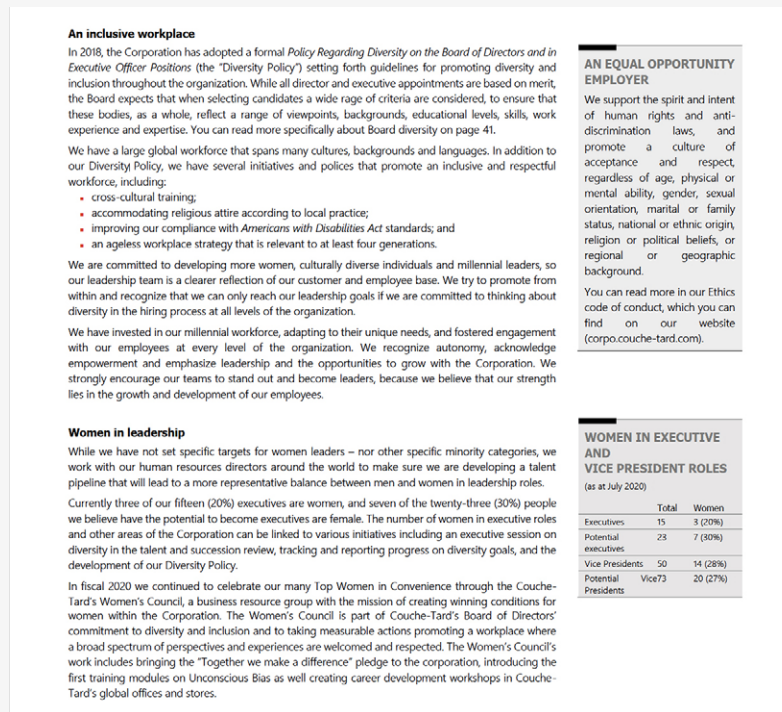 An inclusive workplace
In 2018, the Corporation has adopted a formal Policy Regarding Diversity on the Board of Directors and in
Executive Officer Positions (the "Diversity Policy") setting forth guidelines for promoting diversity and
inclusion throughout the organization. While all director and executive appointments are based on merit,
the Board expects that when selecting candidates a wide rage of criteria are considered, to ensure that
these bodies, as a whole, reflect a range of viewpoints, backgrounds, educational levels, skills, work
experience and expertise. You can read more specifically about Board diversity on page 41.
We have a large global workforce that spans many cultures, backgrounds and languages. In addition to
our Diversity Policy, we have several initiatives and polices that promote an inclusive and respectful
workforce, including:
• cross-cultural training;
• accommodating religious attire according to local practice;
• improving our compliance with Americans with Disabilities Act standards; and
• an ageless workplace strategy that is relevant to at least four generations.
We are committed to developing more women, culturally diverse individuals and millennial leaders, so
our leadership team is a clearer reflection of our customer and employee base. We try to promote from
within and recognize that we can only reach our leadership goals if we are committed to thinking about
diversity in the hiring process at all levels of the organization.
We have invested in our millennial workforce, adapting to their unique needs, and fostered engagement
with our employees at every level of the organization. We recognize autonomy, acknowledge
empowerment and emphasize leadership and the opportunities to grow with the Corporation. We
strongly encourage our teams to stand out and become leaders, because we believe that our strength
lies in the growth and development of our employees.
Women in leadership
While we have not set specific targets for women leaders – nor other specific minority categories, we
work with our human resources directors around the world to make sure we are developing a talent
pipeline that will lead to a more representative balance between men and women in leadership roles.
Currently three of our fifteen (20%) executives are women, and seven of the twenty-three (30%) people
we believe have the potential to become executives are female. The number of women in executive roles
and other areas of the Corporation can be linked to various initiatives including an executive session on
diversity in the talent and succession review, tracking and reporting progress on diversity goals, and the
development of our Diversity Policy.
In fiscal 2020 we continued to celebrate our many Top Women in Convenience through the Couche-
Tard's Women's Council, a business resource group with the mission of creating winning conditions for
women within the Corporation. The Women's Council is part of Couche-Tard's Board of Directors'
commitment to diversity and inclusion and to taking measurable actions promoting a workplace where
a broad spectrum of perspectives and experiences are welcomed and respected. The Women's Council's
work includes bringing the "Together we make a difference" pledge to the corporation, introducing the
first training modules on Unconscious Bias as well creating career development workshops in Couche-
Tard's global offices and stores.
AN EQUAL OPPORTUNITY
EMPLOYER
We support the spirit and intent
of human rights and anti-
discrimination laws, and
promote a culture of
acceptance and respect,
regardless of age, physical or
mental ability, gender, sexual
orientation, marital or family
status, national or ethnic origin,
religion or political beliefs, or
regional or geographic
background.
You can read more in our Ethics
code of conduct, which you can
find on our website
(corpo.couche-tard.com).
WOMEN IN EXECUTIVE
AND
VICE PRESIDENT ROLES
(as at July 2020)
Total Women
Executives 15 3 (20%)
Potential 23 7 (30%)
executives
Vice Presidents 50 14 (28%)
Potential Vice73 20 (27%)
Presidents